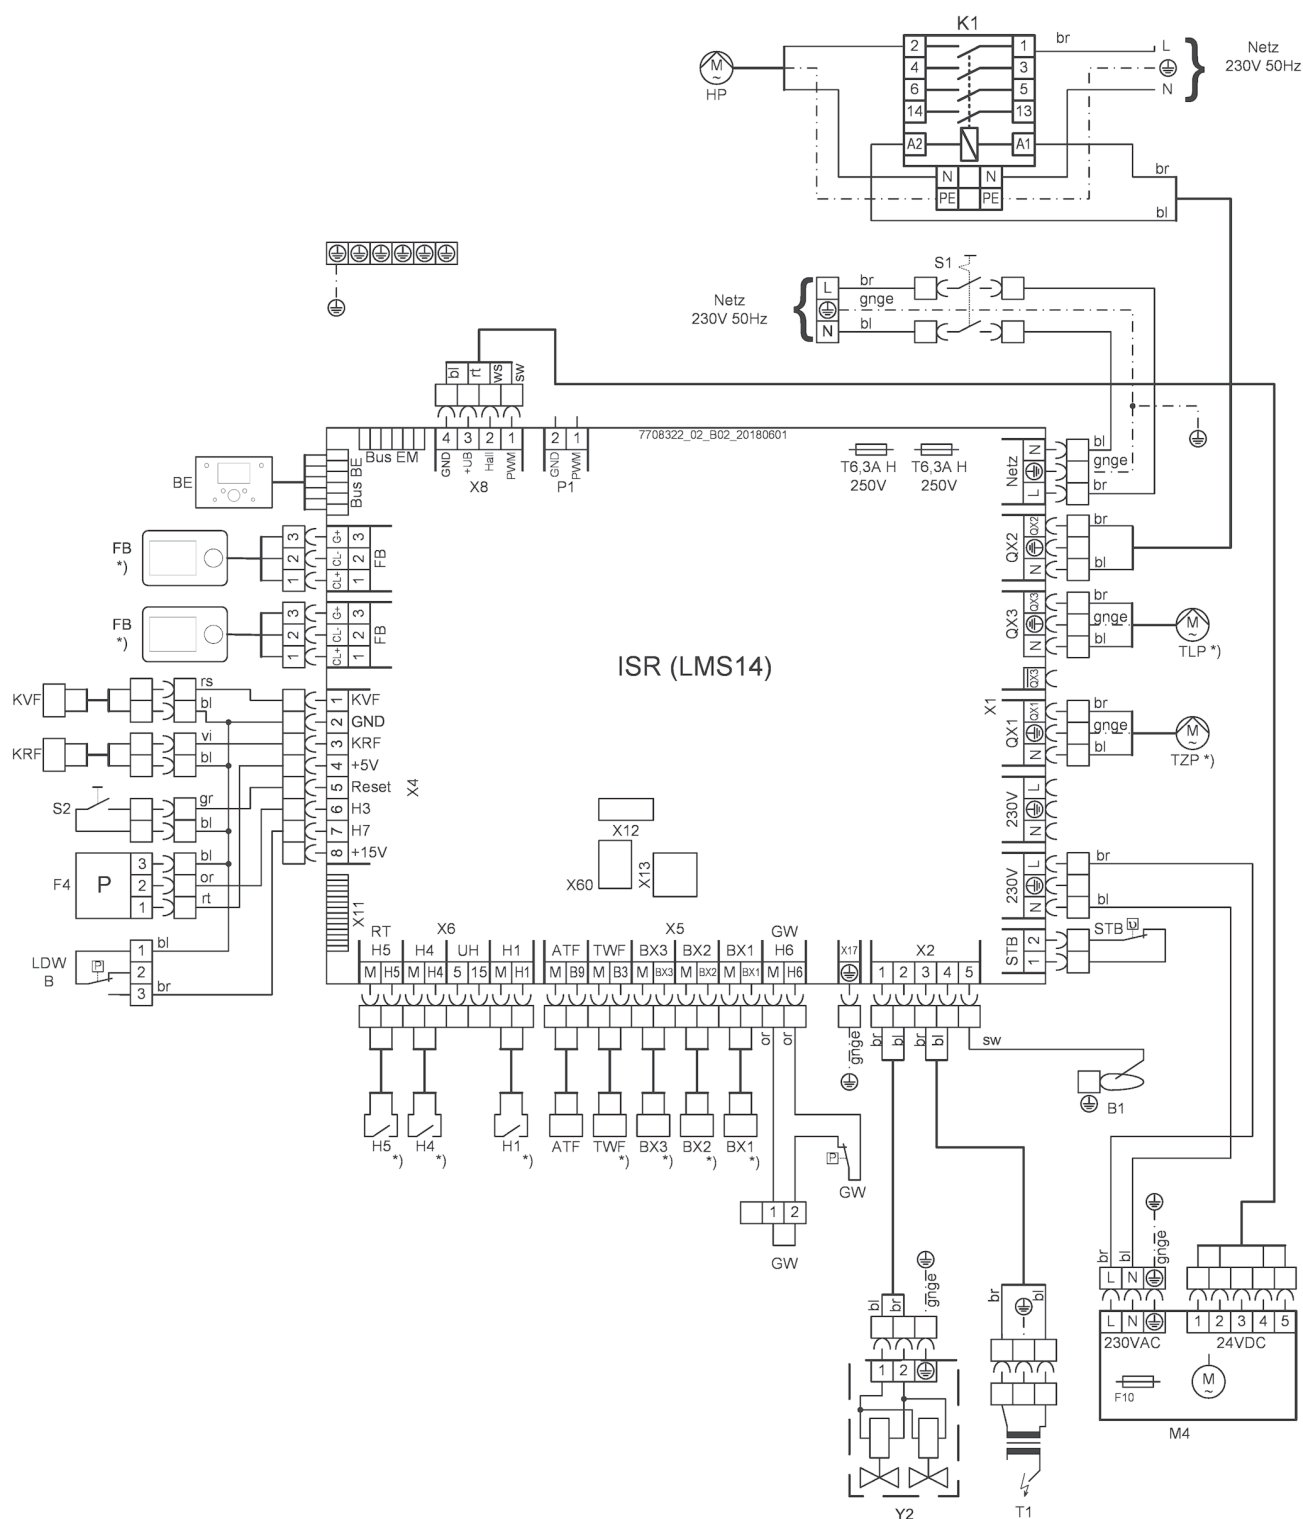 K1
2 1 br L Netz
4 3 230V 50Hz
6 5 N
14 13
M
~
HP
A2 A1
N N br
PE PE bl
S1
Netz L br
230V 50Hz gnge
N bl
bl rt ws sw
4 3 2 1 2 1
GND +UB Hall PWM GND PWM
X8 P1
Bus EM
7708322_02_B02_20180601
T6,3A H T6,3A H
250V 250V
BE
Bus BE
Netz N L
bl
gnge
br
FB
*)
3 G+ 3
2 CL- 2
1 CL+ 1
FB
QX2 QX2 N
br
bl
FB
*)
3 G+ 3
2 CL- 2
1 CL+ 1
FB
QX3 QX3 N
br
gnge
bl
M
~
TLP *)
ISR (LMS14)
QX3
X1
KVF rs bl
KRF vi bl
S2 gr bl
F4 P
3 bl
2 or
1 rt
1 KVF
2 GND
3 KRF
4 +5V
5 Reset
6 H3
7 H7
8 +15V
X4
QX1 QX1 N
br
gnge
bl
M
~
TZP *)
230V L N
230V L N
br
bl
X12
X60
X13
X11
LDW
B
P
1 bl
2
3 br
STB 2 1
STB
RT X6 X5 GW
H5 H4 UH H1 ATF TWF BX3 BX2 BX1 H6
M H5 M H4 5 15 M H1 M B9 M B3 M BX3 M BX2 M BX1 M H6
X17
X2
1 2 3 4 5
or or
gnge
br bl br bl
sw
B1
H5 *)
H4 *)
H1 *)
ATF
TWF *)
BX3 *)
BX2 *)
BX1 *)
P
GW
1 2
GW
bl br gnge
1 2
Y2
br bl
T1
br bl gnge
L N
L N 1 2 3 4 5
230VAC 24VDC
F10
M
~
M4